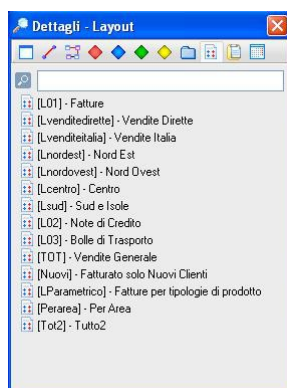 Dettagli - Layout
[L01] - Fatture
[Lvenditedirette] - Vendite Dirette
[Lvenditeitalia] - Vendite Italia
[Lnordest] - Nord Est
[Lnordovest] - Nord Ovest
[Lcentro] - Centro
[Lsud] - Sud e Isole
[L02] - Note di Credito
[L03] - Bolle di Trasporto
[TOT] - Vendite Generale
[Nuovi] - Fatturato solo Nuovi Clienti
[LParametrico] - Fatture per tipologie di prodotto
[Perarea] - Per Area
[Tot2] - Tutto2